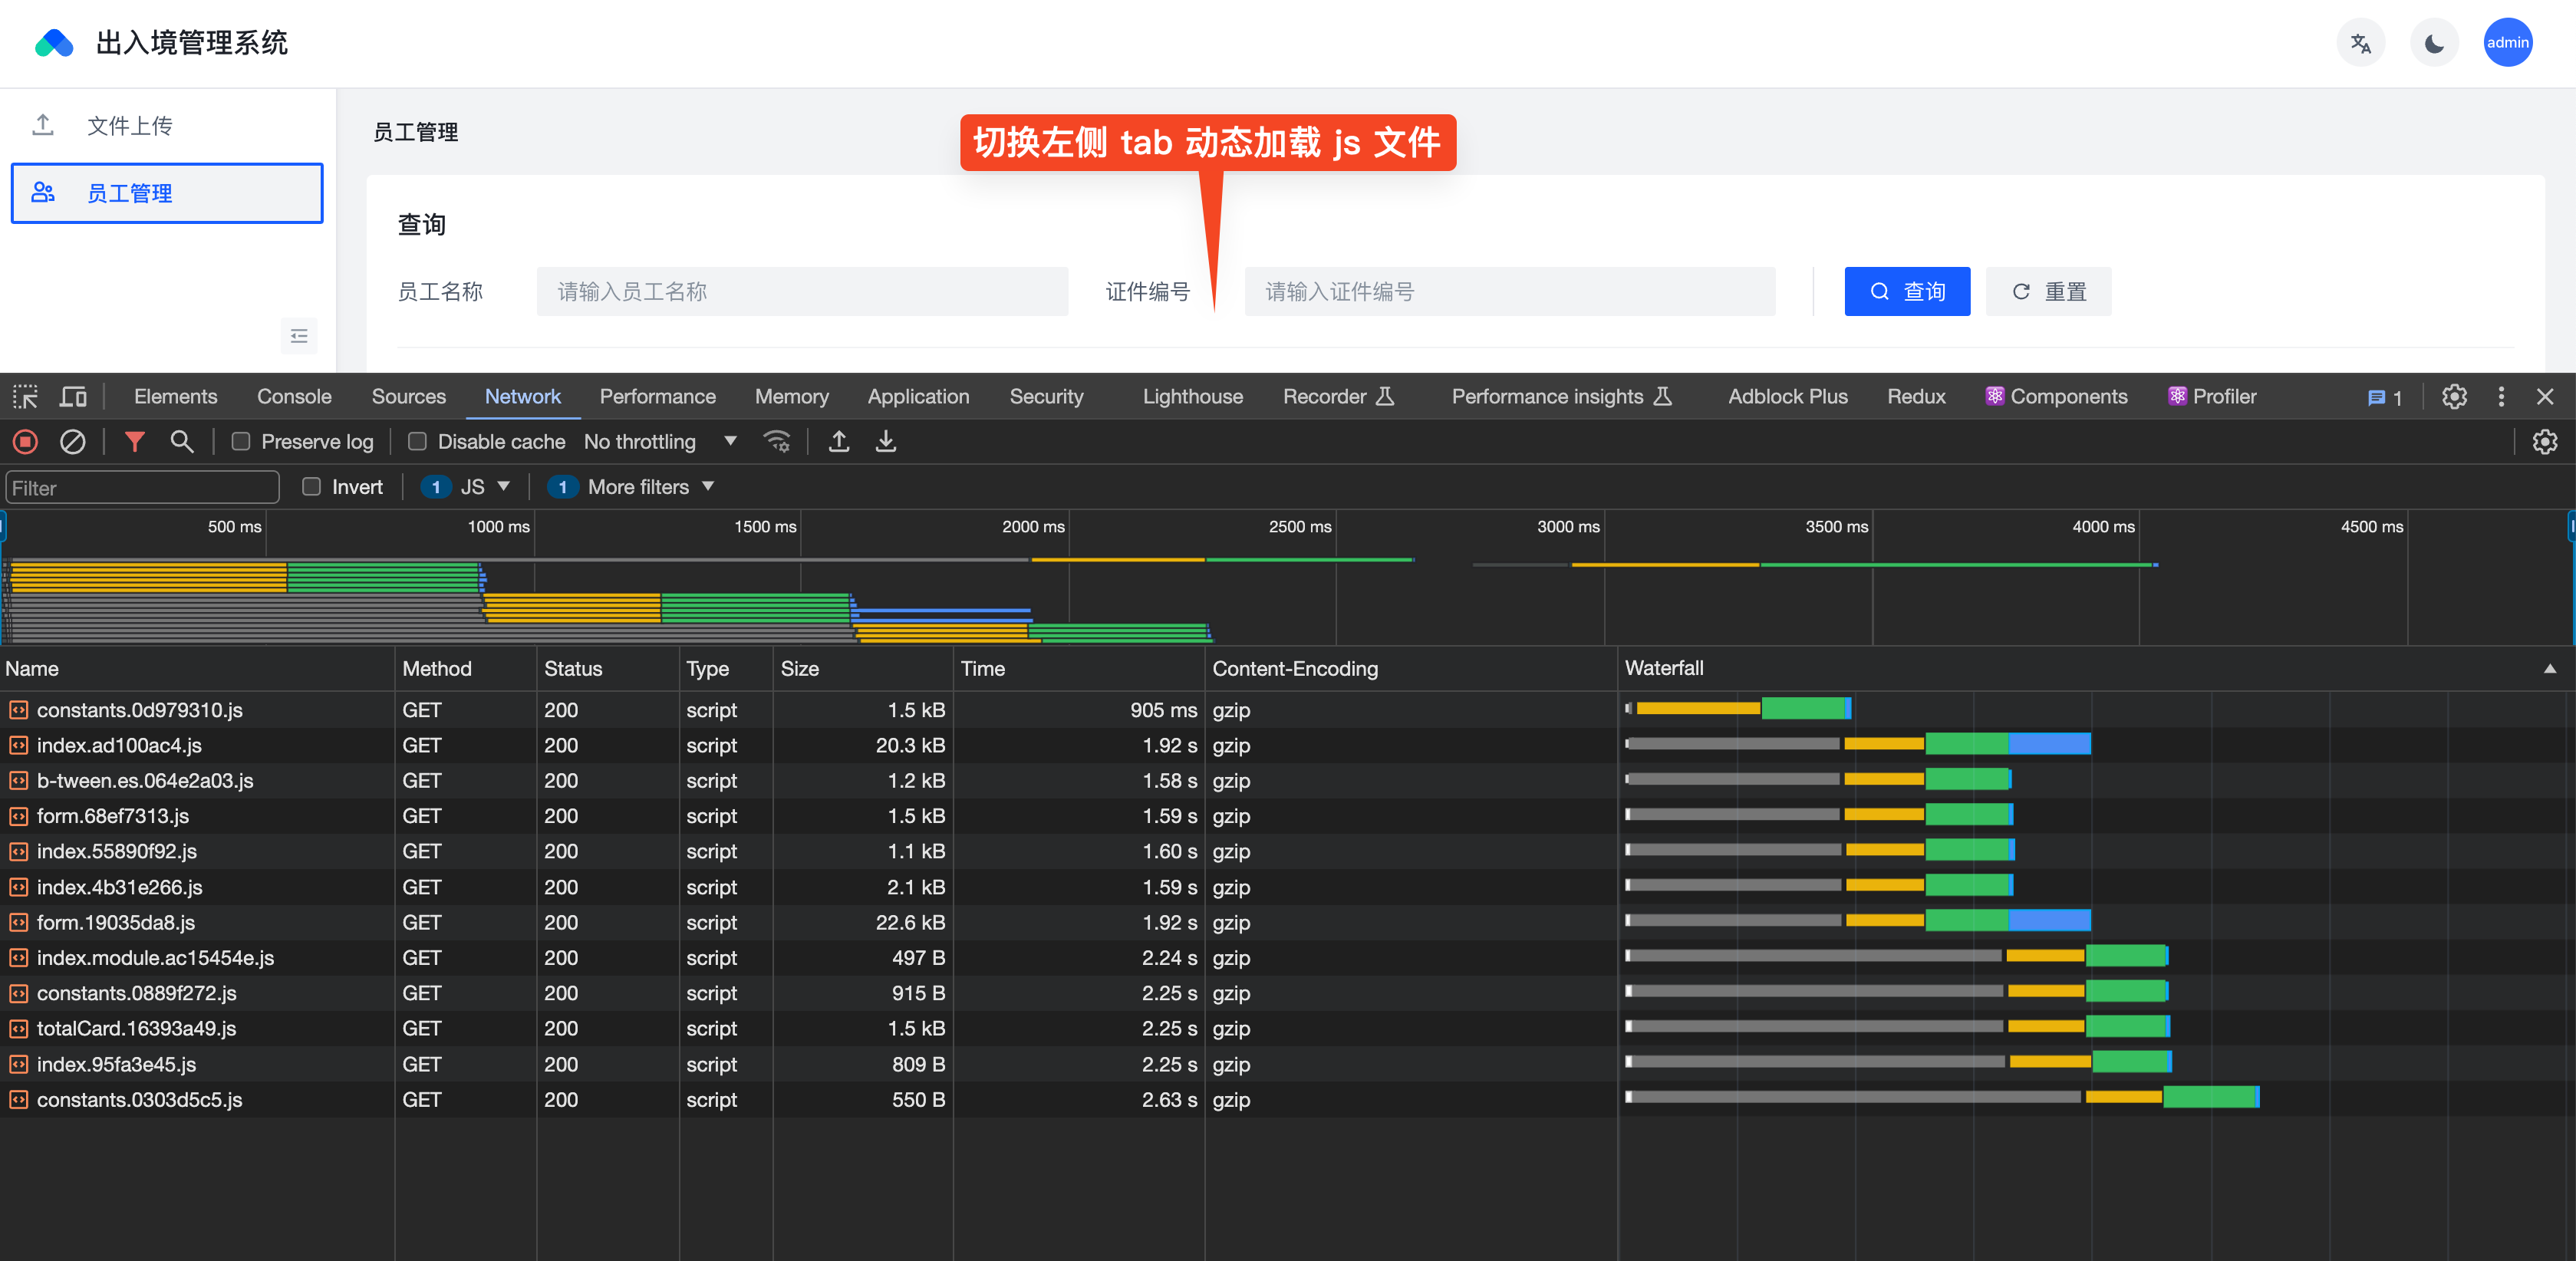 出入境管理系统
admin
文件上传
员工管理
员工管理
切换左侧 tab 动态加载 js 文件
查询
员工名称 请输入员工名称 证件编号 请输入证件编号 查询 重置
Elements Console Sources Network Performance Memory Application Security Lighthouse Recorder Performance insights Adblock Plus Redux Components Profiler 1
Preserve log Disable cache No throttling
Filter Invert 1 JS 1 More filters
500 ms 1000 ms 1500 ms 2000 ms 2500 ms 3000 ms 3500 ms 4000 ms 4500 ms
Name Method Status Type Size Time Content-Encoding Waterfall
constants.0d979310.js GET 200 script 1.5 kB 905 ms gzip
index.ad100ac4.js GET 200 script 20.3 kB 1.92 s gzip
b-tween.es.064e2a03.js GET 200 script 1.2 kB 1.58 s gzip
form.68ef7313.js GET 200 script 1.5 kB 1.59 s gzip
index.55890f92.js GET 200 script 1.1 kB 1.60 s gzip
index.4b31e266.js GET 200 script 2.1 kB 1.59 s gzip
form.19035da8.js GET 200 script 22.6 kB 1.92 s gzip
index.module.ac15454e.js GET 200 script 497 B 2.24 s gzip
constants.0889f272.js GET 200 script 915 B 2.25 s gzip
totalCard.16393a49.js GET 200 script 1.5 kB 2.25 s gzip
index.95fa3e45.js GET 200 script 809 B 2.25 s gzip
constants.0303d5c5.js GET 200 script 550 B 2.63 s gzip